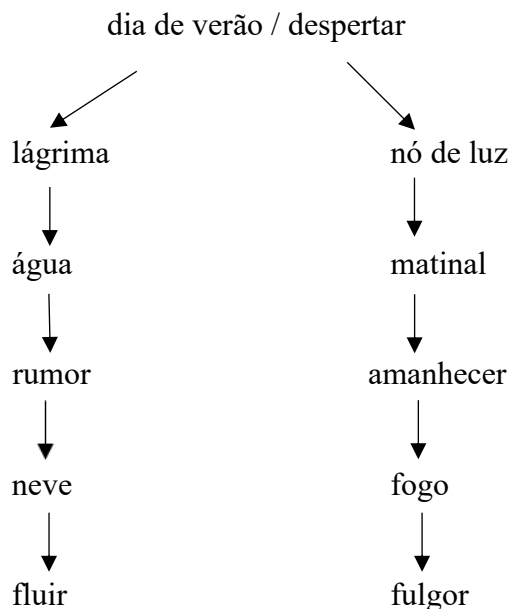 dia de verão / despertar
lágrima nó de luz
água matinal
rumor amanhecer
neve fogo
fluir fulgor